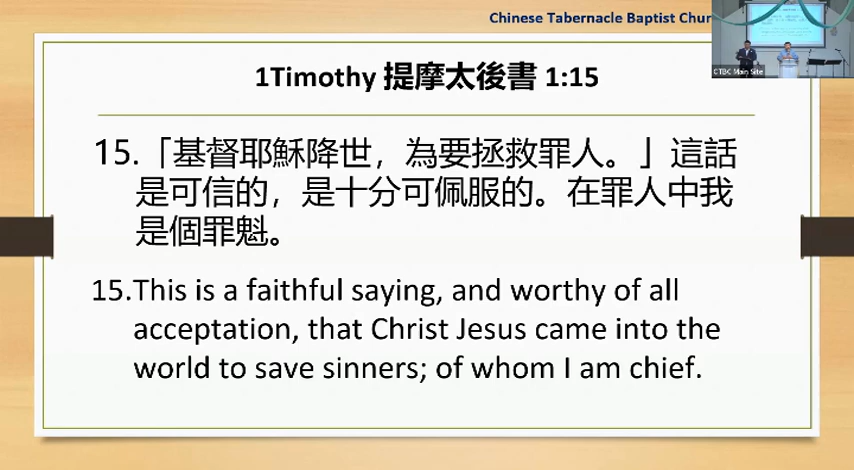 Chinese Tabernacle Baptist Chur
CTBC Main Site
1Timothy 提摩太後書 1:15
15.「基督耶穌降世，為要拯救罪人。」這話
是可信的，是十分可佩服的。在罪人中我
是個罪魁。
15.This is a faithful saying, and worthy of all
acceptation, that Christ Jesus came into the
world to save sinners; of whom I am chief.